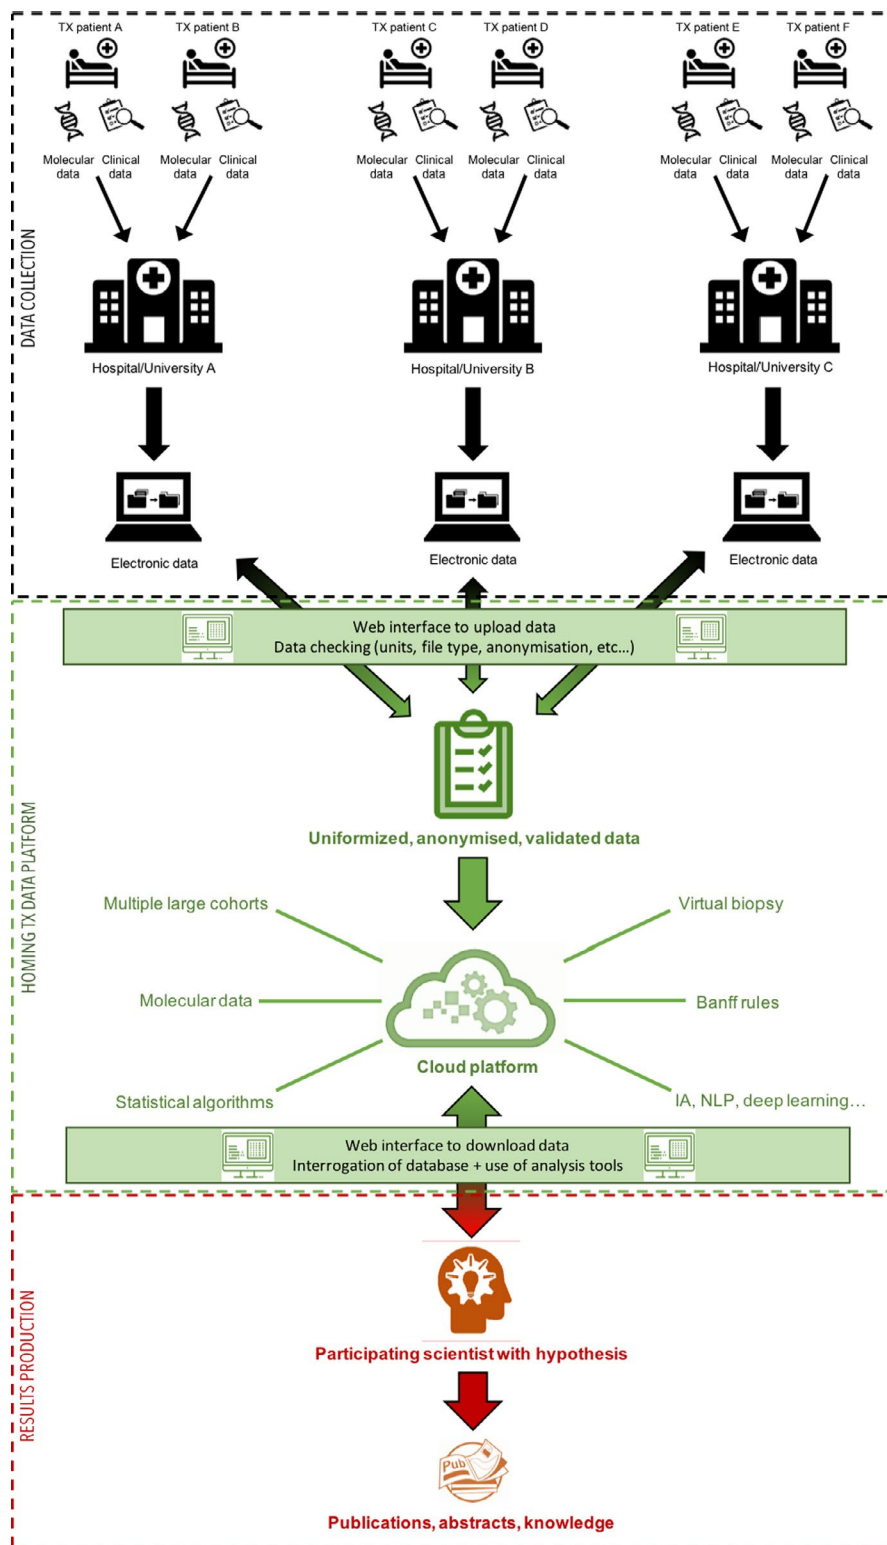 TX patient A
TX patient B
TX patient C
TX patient D
TX patient E
TX patient F
Molecular
data
Clinical
data
Molecular
data
Clinical
data
Molecular
data
Clinical
data
Molecular
data
Clinical
data
Molecular
data
Clinical
data
Molecular
data
Clinical
data
DATA COLLECTION
Hospital/University A
Hospital/University B
Hospital/University C
Electronic data
Electronic data
Electronic data
Web interface to upload data
Data checking (units, file type, anonymisation, etc...)
HOMING TX DATA PLATFORM
Uniformized, anonymised, validated data
Multiple large cohorts
Virtual biopsy
Molecular data
Banff rules
Cloud platform
Statistical algorithms
IA, NLP, deep learning...
Web interface to download data
Interrogation of database + use of analysis tools
RESULTS PRODUCTION
Participating scientist with hypothesis
Pub
Publications, abstracts, knowledge